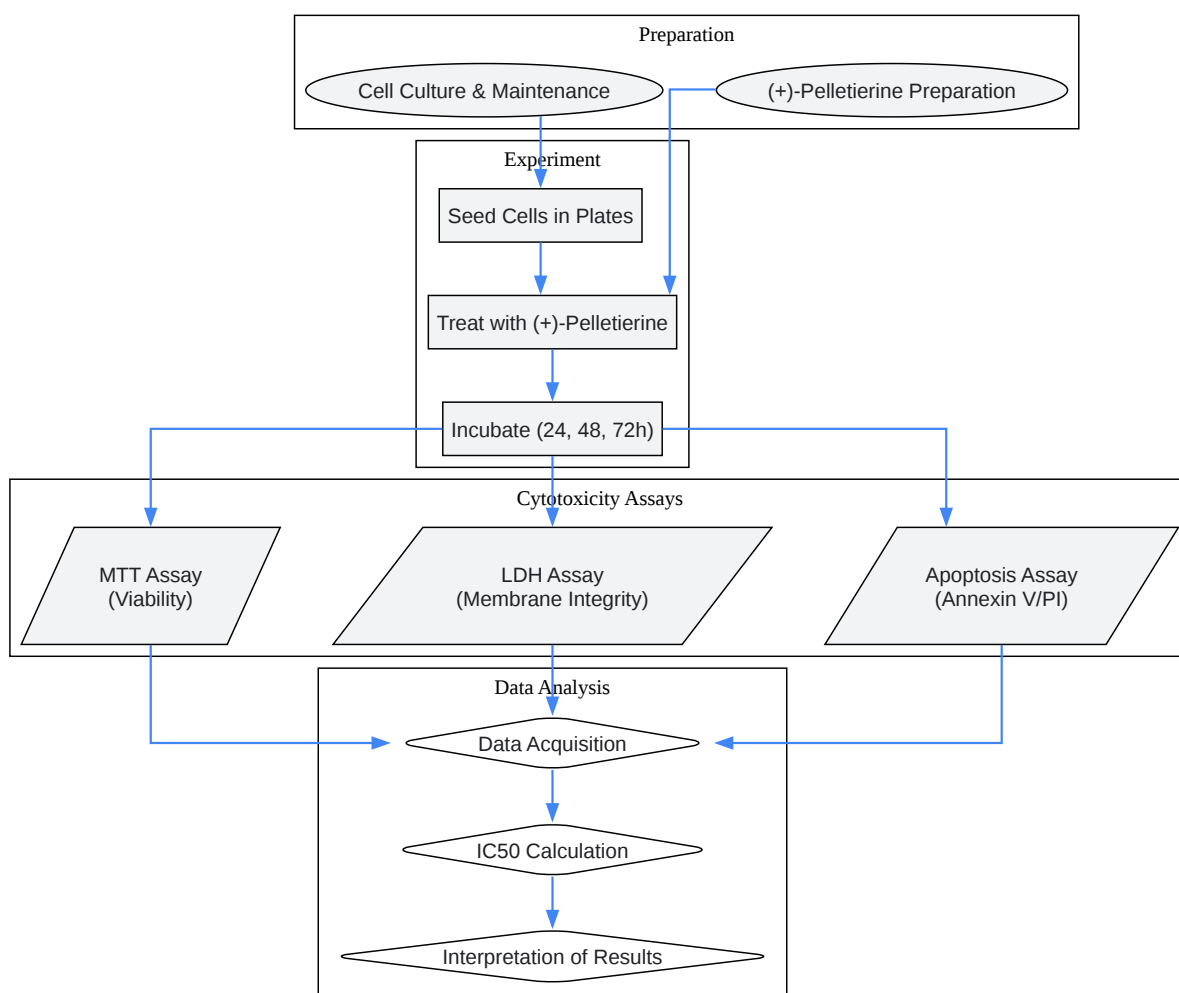 Preparation
Cell Culture & Maintenance
(+)-Pelletierine Preparation
Experiment
Seed Cells in Plates
Treat with (+)-Pelletierine
Incubate (24, 48, 72h)
Cytotoxicity Assays
MTT Assay
(Viability)
LDH Assay
(Membrane Integrity)
Apoptosis Assay
(Annexin V/PI)
Data Analysis
Data Acquisition
IC50 Calculation
Interpretation of Results